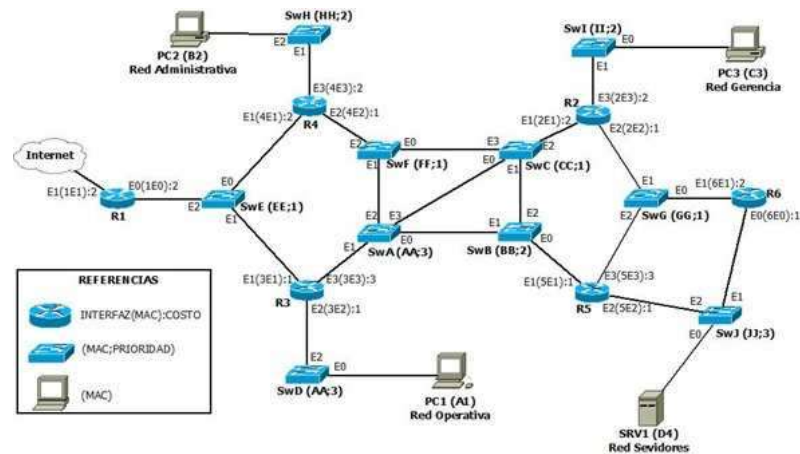 SwH (HH;2)
E2
E1
PC2 (B2)
Red Administrativa
SwI (II;2)
E0
E1
PC3 (C3)
Red Gerencia
E3(4E3):2
E1(4E1):2
E2(4E2):1
R4
E3(2E3):2
R2
E1(2E1):2
E2(2E2):1
Internet
E1(1E1):2
E0(1E0):2
R1
E0
E2
E1
SwE (EE;1)
E2
E0
E1
SwF (FF;1)
E3
E2
E0
E1
SwC (CC;1)
E1
E0
E2
SwG (GG;1)
E1(6E1):2
R6
E0(6E0):1
E2
E3
E1
E0
SwA (AA;3)
E2
E1
E0
SwB (BB;2)
E1(3E1):1
E3(3E3):3
R3
E2(3E2):1
E1(5E1):1
E3(5E3):3
R5
E2(5E2):1
E2
E1
E0
SwJ (JJ;3)
REFERENCIAS
INTERFAZ(MAC):COSTO
(MAC;PRIORIDAD)
(MAC)
E2
E0
SwD (AA;3)
PC1 (A1)
Red Operativa
SRV1 (D4)
Red Sevidores